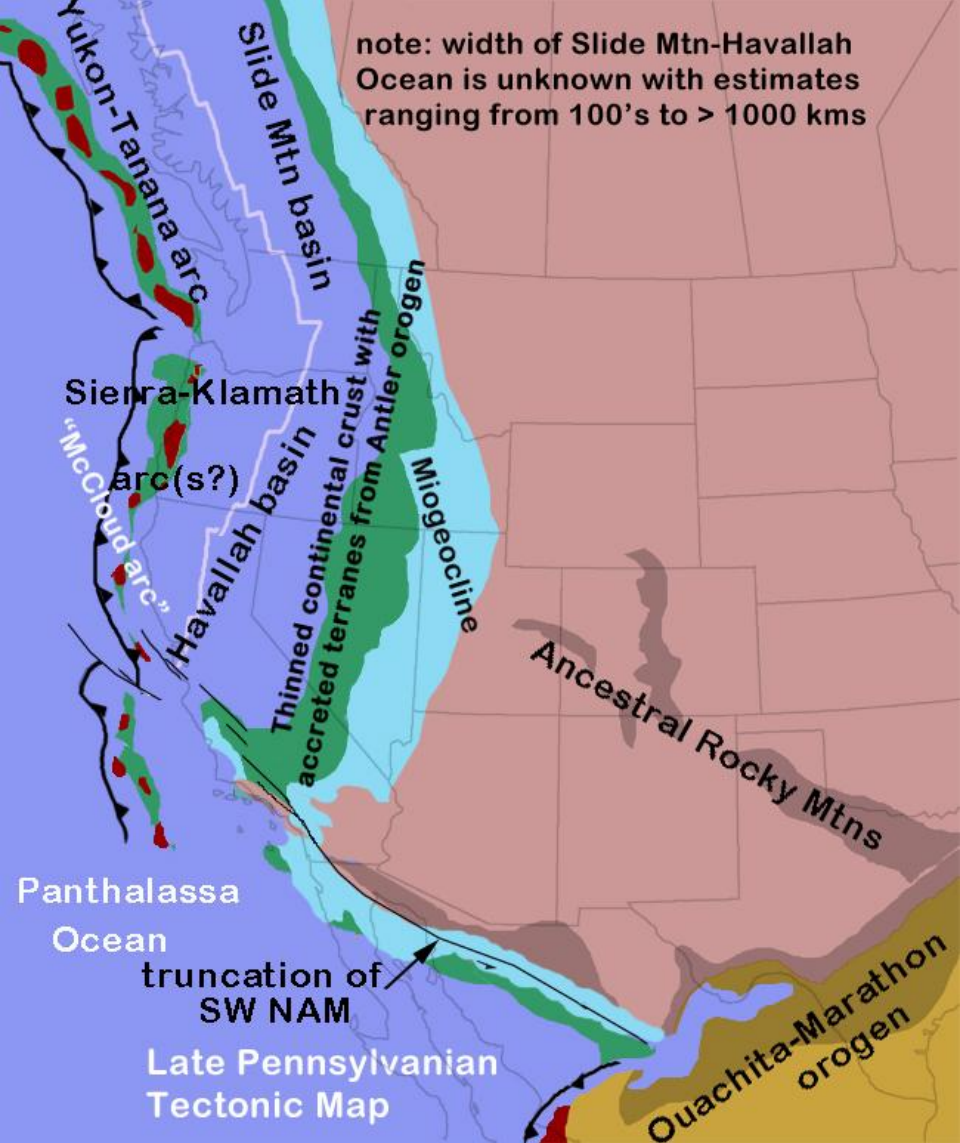 note: width of Slide Mtn-Havallah
Ocean is unknown with estimates
ranging from 100's to > 1000 kms
Yukon-Tanana arc
Slide Mtn basin
Sierra-Klamath
arc(s?)
“McCloud arc”
Havallah basin
Thinned continental crust with
accreted terranes from Antler orogen
Miogeocline
Ancestral Rocky Mtns
Panthalassa
Ocean
truncation of
SW NAM
Late Pennsylvanian
Tectonic Map
Ouachita-Marathon
orogen